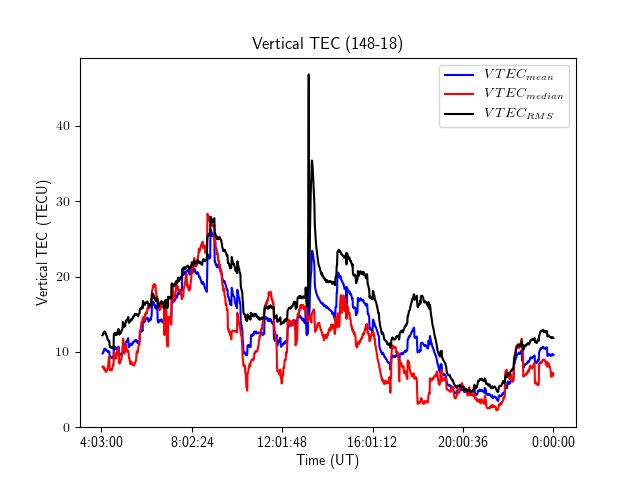 Vertical TEC (148-18)
VTEC_mean
VTEC_median
VTEC_RMS
Vertical TEC (TECU)
40
30
20
10
0
4:03:00 8:02:24 12:01:48 16:01:12 20:00:36 0:00:00
Time (UT)